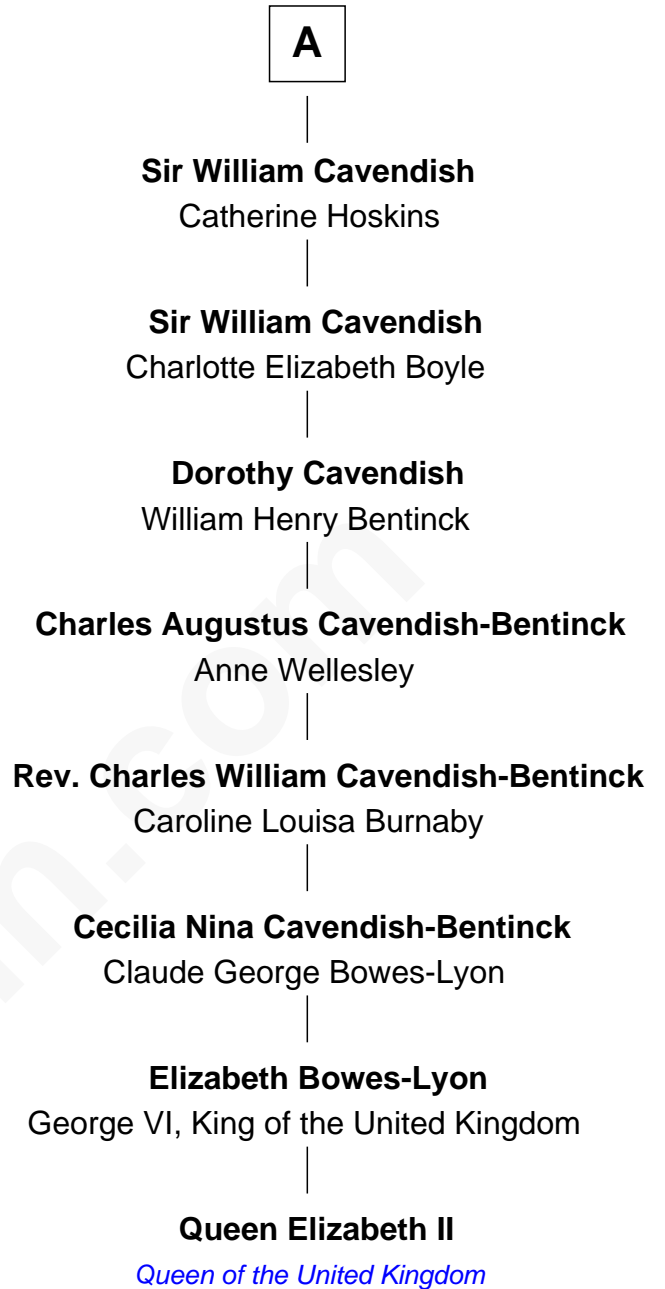 A
Sir William Cavendish
Catherine Hoskins
Sir William Cavendish
Charlotte Elizabeth Boyle
Dorothy Cavendish
William Henry Bentinck
Charles Augustus Cavendish-Bentinck
Anne Wellesley
Rev. Charles William Cavendish-Bentinck
Caroline Louisa Burnaby
Cecilia Nina Cavendish-Bentinck
Claude George Bowes-Lyon
Elizabeth Bowes-Lyon
George VI, King of the United Kingdom
Queen Elizabeth II
Queen of the United Kingdom